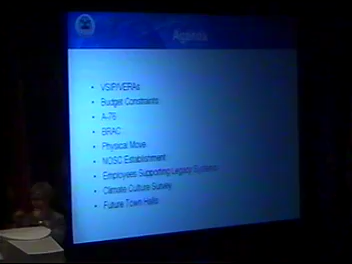 Agenda
VSIP/VERAs
Budget Constraints
A-76
BRAC
Physical Move
NOSC Establishment
Employees Supporting Legacy Systems
Climate Culture Survey
Future Town Halls